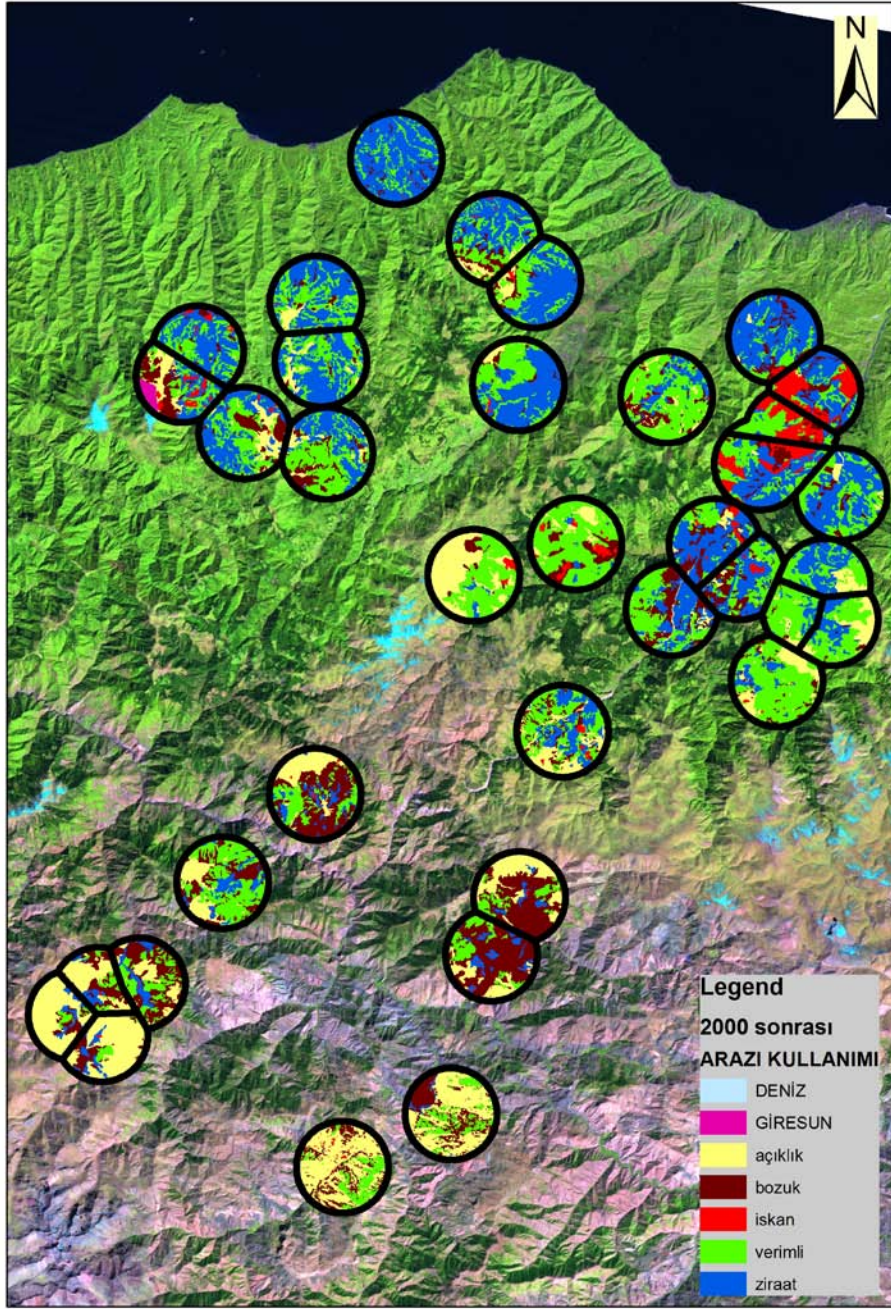 N
Legend
2000 sonrası
ARAZI KULLANIMI
DENİZ
GİRESUN
açıklık
bozuk
iskan
verimli
ziraat